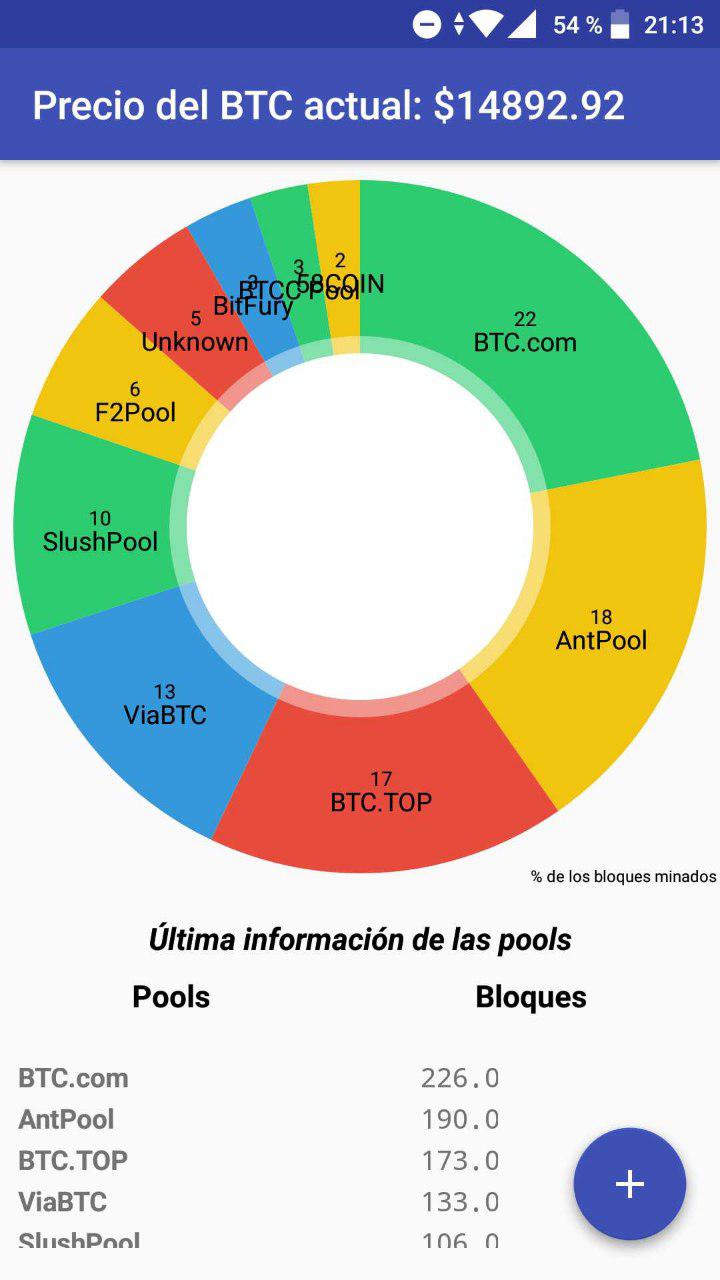 54 % 21:13
Precio del BTC actual: $14892.92
2
58COIN
3
BTCC Pool
3
BitFury
5
Unknown
6
F2Pool
10
SlushPool
13
ViaBTC
17
BTC.TOP
18
AntPool
22
BTC.com
% de los bloques minados
Última información de las pools
Pools Bloques
BTC.com 226.0
AntPool 190.0
BTC.TOP 173.0
ViaBTC 133.0
SlushPool 106.0